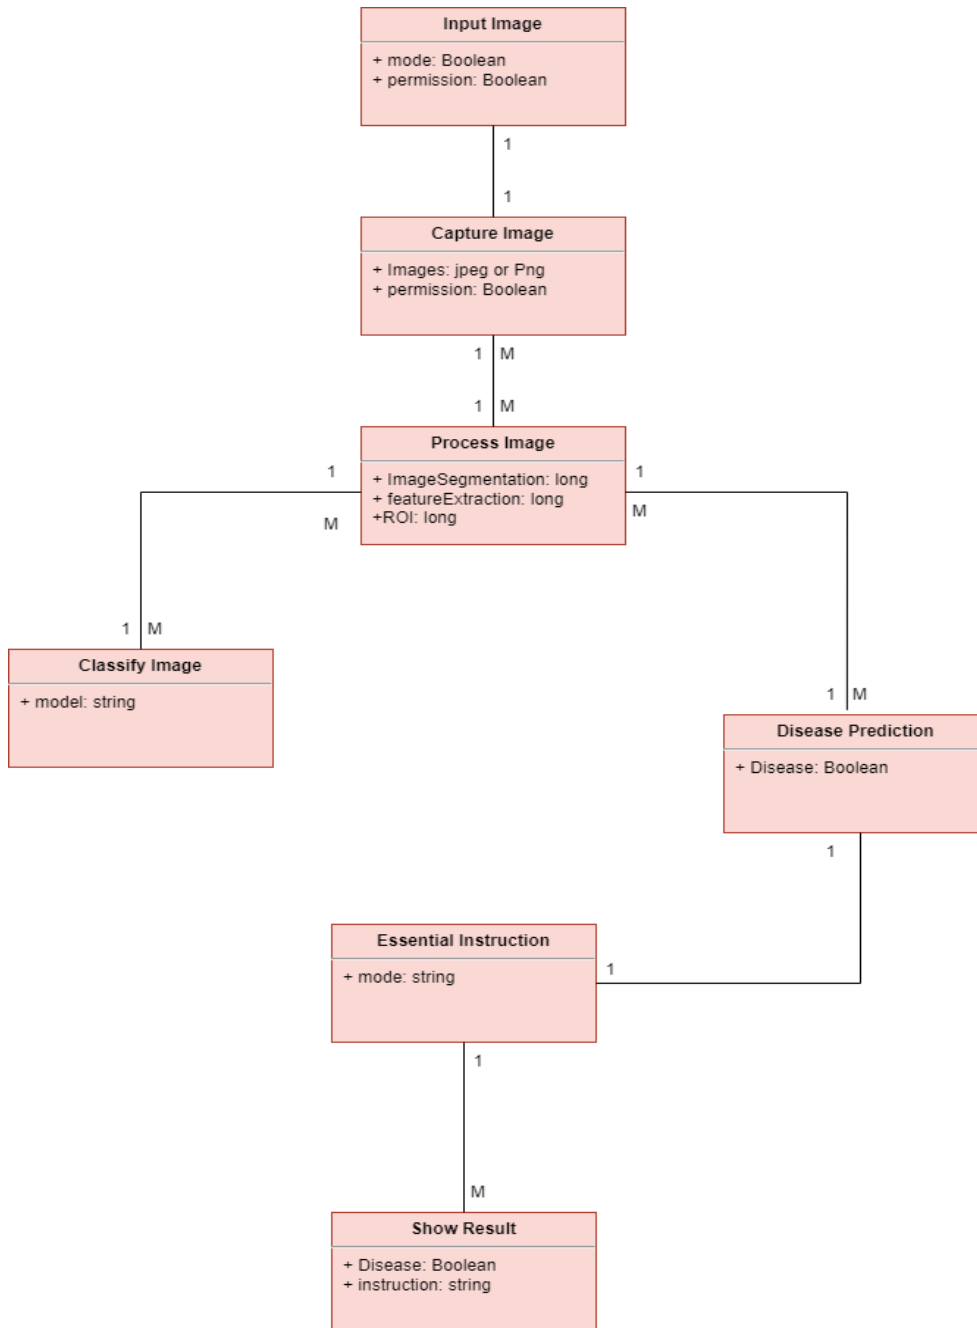 Input Image
+ mode: Boolean
+ permission: Boolean
1
1
Capture Image
+ Images: jpeg or Png
+ permission: Boolean
1 M
1 M
Process Image
+ ImageSegmentation: long
+ featureExtraction: long
+ROI: long
1
M
1
M
1 M
Classify Image
+ model: string
1 M
Disease Prediction
+ Disease: Boolean
1
1
Essential Instruction
+ mode: string
1
M
Show Result
+ Disease: Boolean
+ instruction: string